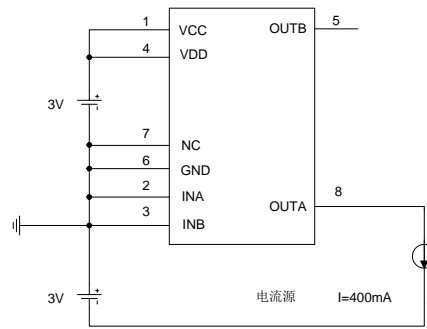 1 VCC OUTB 5
4 VDD
3V + -
7 NC
6 GND
2 INA
OUTA 8
3 INB
3V + -
电流源 I=400mA